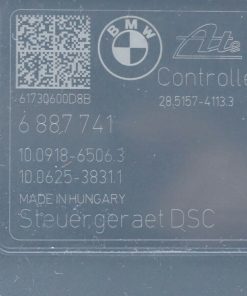 BMW
Ate
Controlle
61730600D8B
28.5157-4113.3
6 887 741
10.0918-6506.3
10.0625-3831.1
MADE IN HUNGARY
Steuergeraet DSC